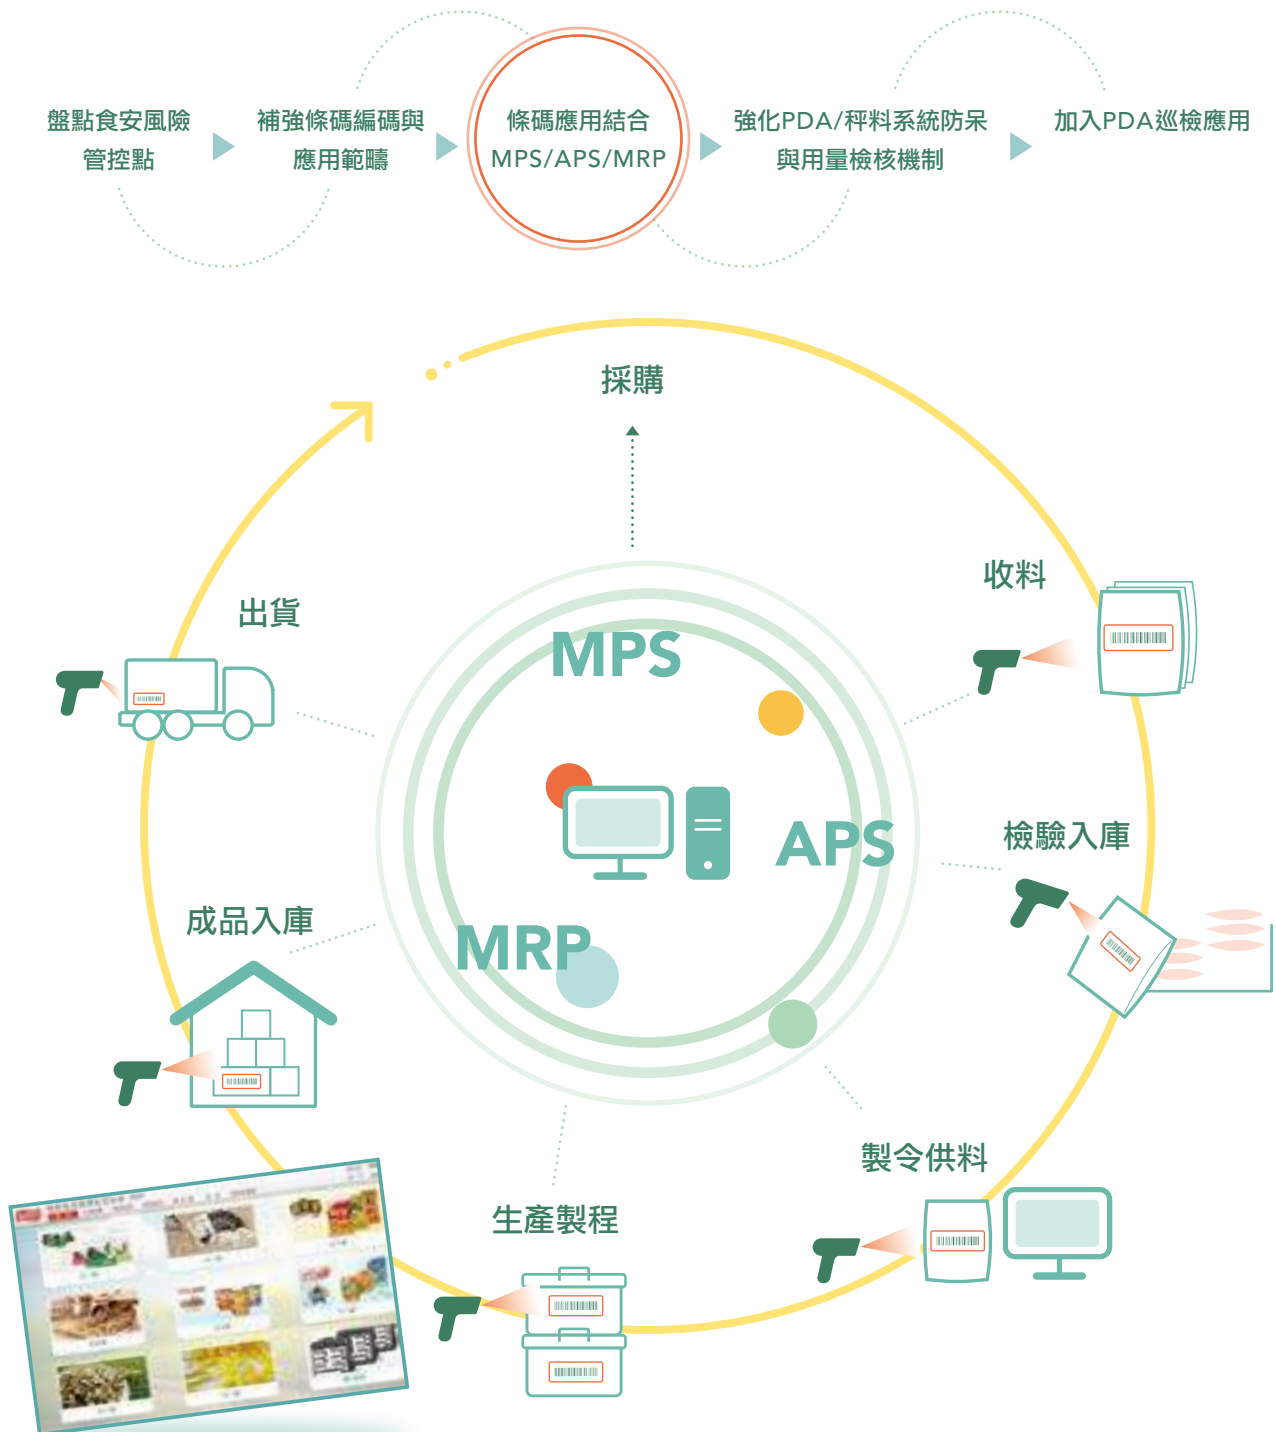 盤點食安風險
管控點
補強條碼編碼與
應用範疇
條碼應用結合
MPS/APS/MRP
強化PDA/秤料系統防呆
與用量檢核機制
加入PDA巡檢應用
採購
收料
出貨
MPS
APS
檢驗入庫
成品入庫
MRP
製令供料
生產製程